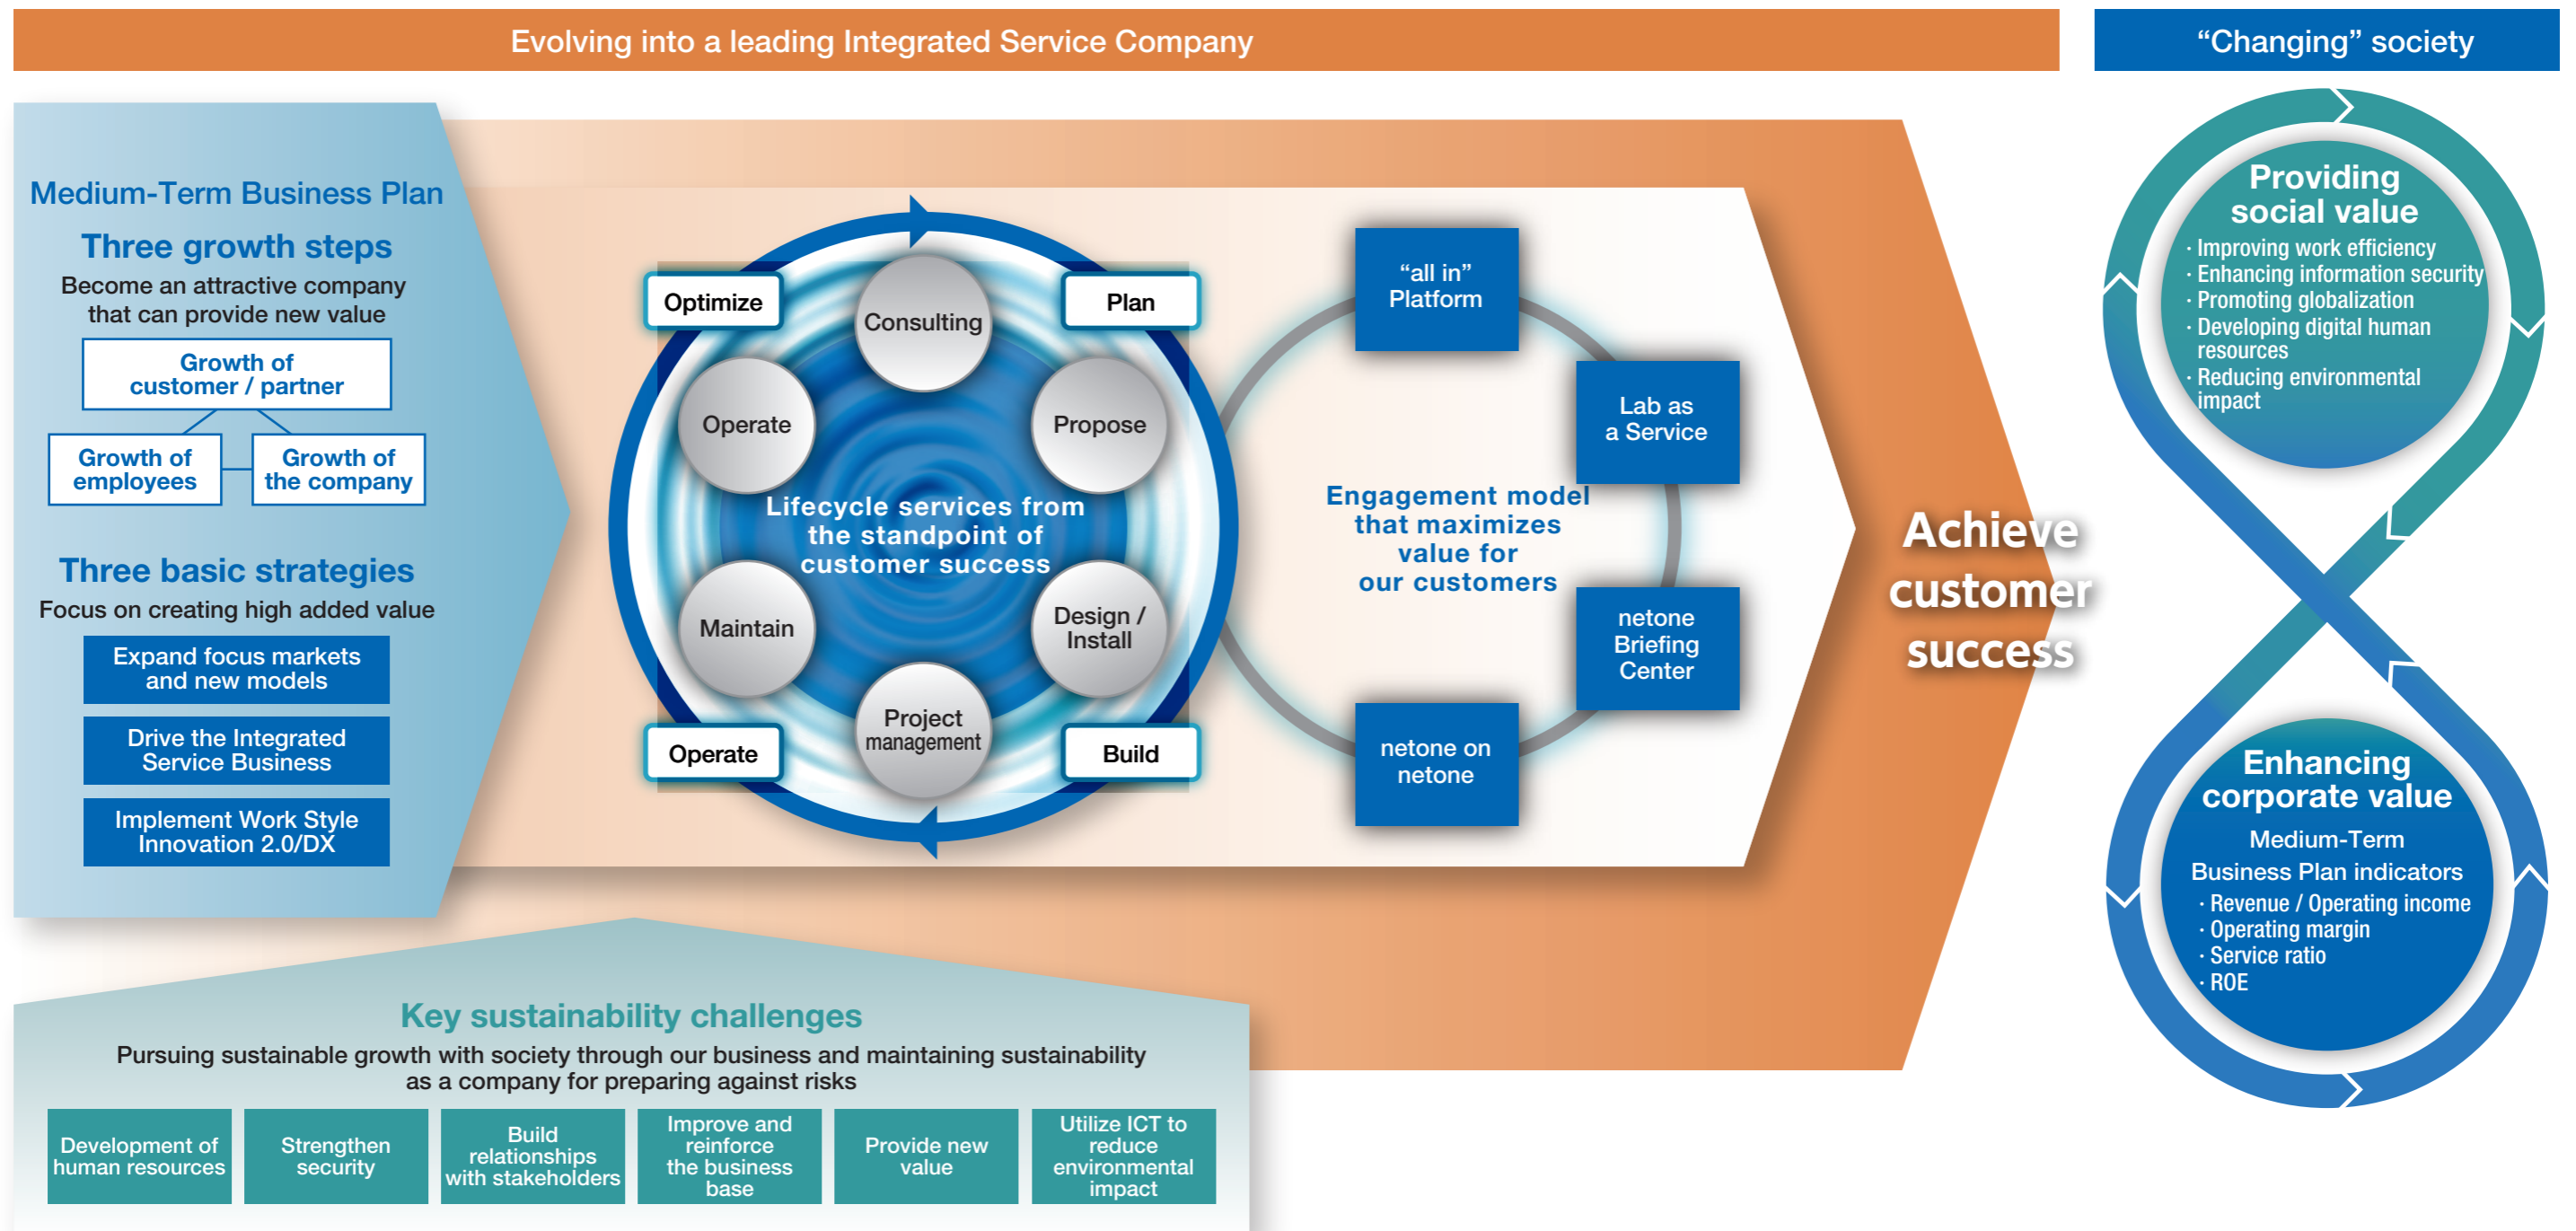 Evolving into a leading Integrated Service Company
“Changing” society
Medium-Term Business Plan
Three growth steps
Become an attractive company
that can provide new value
Growth of
customer / partner
Growth of
employees
Growth of
the company
Three basic strategies
Focus on creating high added value
Expand focus markets
and new models
Drive the Integrated
Service Business
Implement Work Style
Innovation 2.0/DX
Optimize
Plan
Operate
Build
Consulting
Propose
Design /
Install
Project
management
Maintain
Operate
Lifecycle services from
the standpoint of
customer success
“all in”
Platform
Lab as
a Service
netone
Briefing
Center
netone on
netone
Engagement model
that maximizes
value for
our customers
Achieve
customer
success
Providing
social value
· Improving work efficiency
· Enhancing information security
· Promoting globalization
· Developing digital human
resources
· Reducing environmental
impact
Enhancing
corporate value
Medium-Term
Business Plan indicators
· Revenue / Operating income
· Operating margin
· Service ratio
· ROE
Key sustainability challenges
Pursuing sustainable growth with society through our business and maintaining sustainability
as a company for preparing against risks
Development of
human resources
Strengthen
security
Build
relationships
with stakeholders
Improve and
reinforce
the business
base
Provide new
value
Utilize ICT to
reduce
environmental
impact